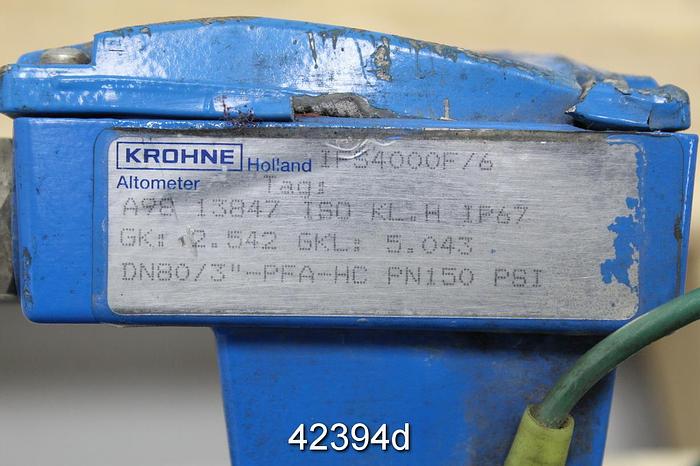 KROHNE Holland IFS4000F/6
Altometer Tag:
A98 13847 ISO KL.H IP67
GK: 2.542 GKL: 5.043
DN80/3"-PFA-HC PN150 PSI
42394d